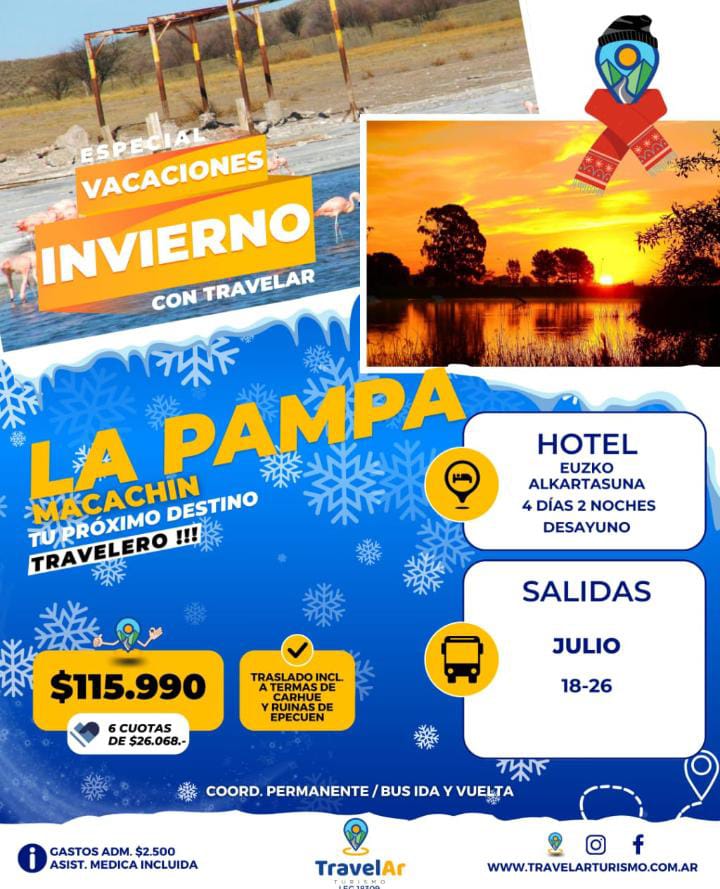 ESPECIAL
VACACIONES
INVIERNO
CON TRAVELAR
LA PAMPA
MACACHIN
TU PRÓXIMO DESTINO
TRAVELERO !!!
HOTEL
EUZKO
ALKARTASUNA
4 DÍAS 2 NOCHES
DESAYUNO
SALIDAS
JULIO
18-26
$115.990
6 CUOTAS
DE $26.068.-
TRASLADO INCL.
A TERMAS DE
CARHUE
Y RUINAS DE
EPECUEN
COORD. PERMANENTE / BUS IDA Y VUELTA
GASTOS ADM. $2.500
ASIST. MEDICA INCLUIDA
TravelAr
TURISMO
LEG 18309
WWW.TRAVELARTURISMO.COM.AR